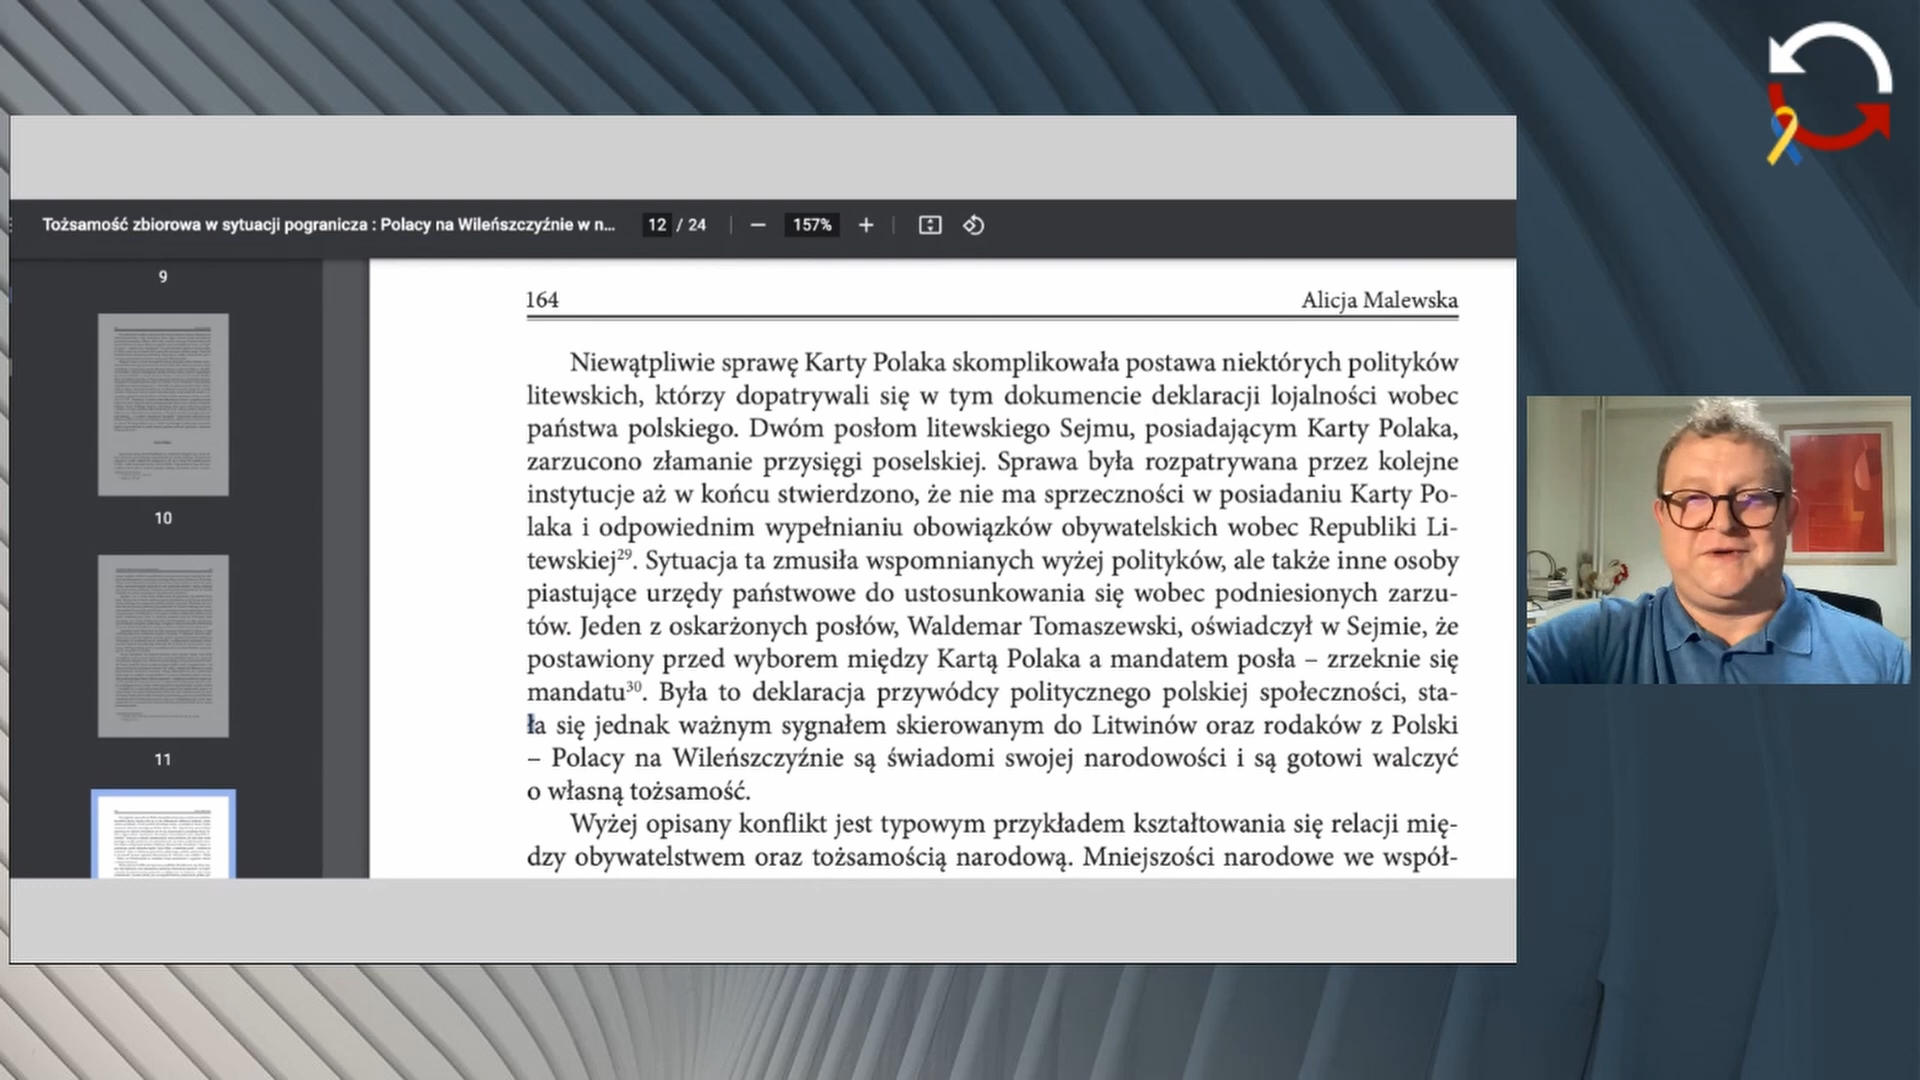 Tożsamość zbiorowa w sytuacji pogranicza : Polacy na Wileńszczyźnie w n... 12 / 24 157%
9
10
11
164 Alicja Malewska
Niewątpliwie sprawę Karty Polaka skomplikowała postawa niektórych polityków
litewskich, którzy dopatrywali się w tym dokumencie deklaracji lojalności wobec
państwa polskiego. Dwóm posłom litewskiego Sejmu, posiadającym Karty Polaka,
zarzucono złamanie przysięgi poselskiej. Sprawa była rozpatrywana przez kolejne
instytucje aż w końcu stwierdzono, że nie ma sprzeczności w posiadaniu Karty Po-
laka i odpowiednim wypełnianiu obowiązków obywatelskich wobec Republiki Li-
tewskiej29. Sytuacja ta zmusiła wspomnianych wyżej polityków, ale także inne osoby
piastujące urzędy państwowe do ustosunkowania się wobec podniesionych zarzu-
tów. Jeden z oskarżonych posłów, Waldemar Tomaszewski, oświadczył w Sejmie, że
postawiony przed wyborem między Kartą Polaka a mandatem posła – zrzeknie się
mandatu30. Była to deklaracja przywódcy politycznego polskiej społeczności, sta-
ła się jednak ważnym sygnałem skierowanym do Litwinów oraz rodaków z Polski
– Polacy na Wileńszczyźnie są świadomi swojej narodowości i są gotowi walczyć
o własną tożsamość.
Wyżej opisany konflikt jest typowym przykładem kształtowania się relacji mię-
dzy obywatelstwem oraz tożsamością narodową. Mniejszości narodowe we współ-